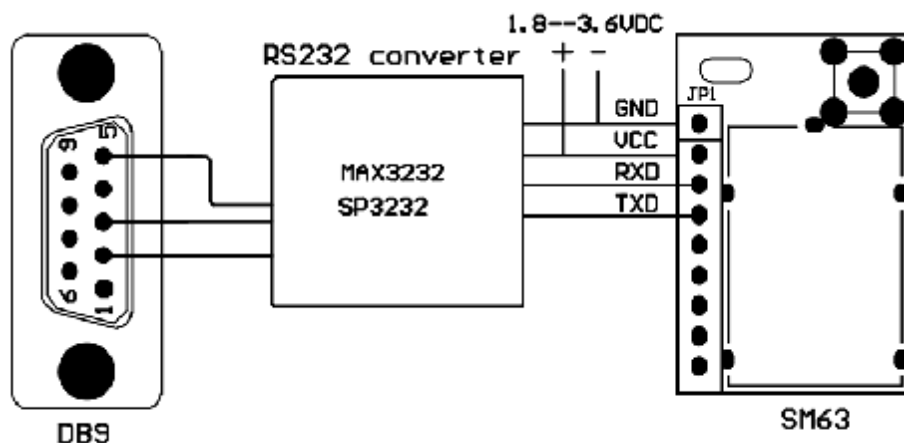 1.8--3.6VDC
RS232 converter + -
JP1
GND
VCC
RXD
TXD
MAX3232
SP3232
5
9
6
1
DB9
SM63